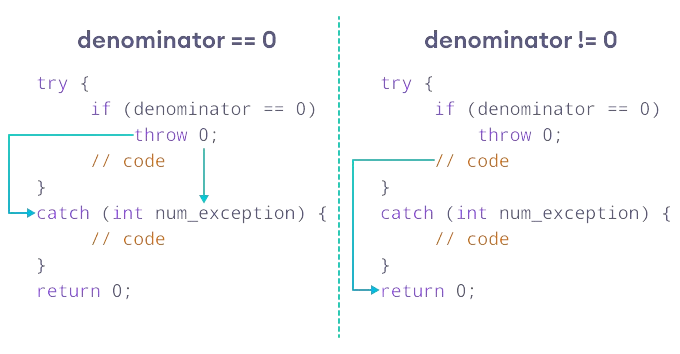 denominator == 0
try {
if (denominator == 0)
throw 0;
// code
}
catch (int num_exception) {
// code
}
return 0;
denominator != 0
try {
if (denominator == 0)
throw 0;
// code
}
catch (int num_exception) {
// code
}
return 0;